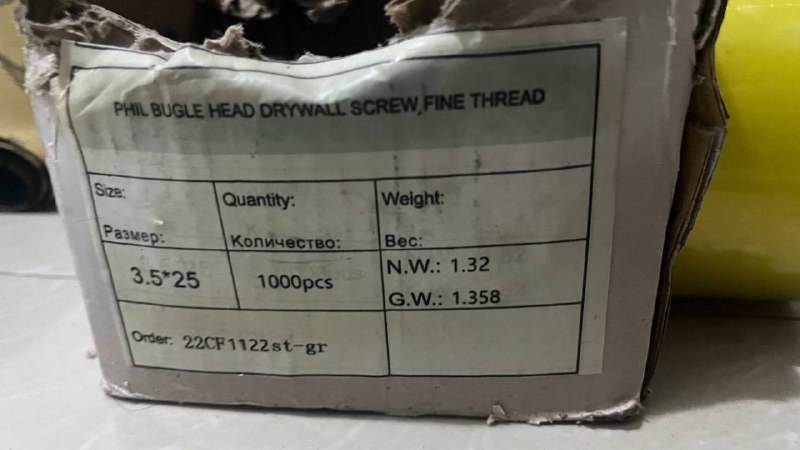 PHIL BUGLE HEAD DRYWALL SCREW,FINE THREAD
Size:
Размер:
Quantity:
Количество:
Weight:
Вес:
3.5*25
1000pcs
N.W.: 1.32
G.W.: 1.358
Order: 22CF1122st-gr